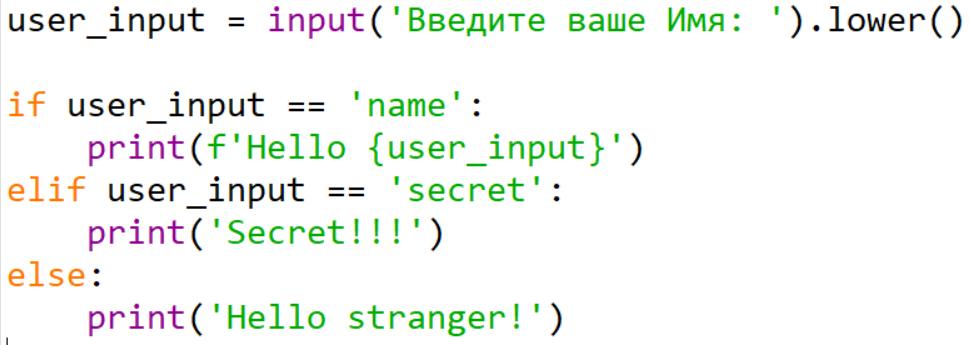 user_input = input('Введите ваше Имя: ').lower()
if user_input == 'name':
    print(f'Hello {user_input}')
elif user_input == 'secret':
    print('Secret!!!')
else:
    print('Hello stranger!')